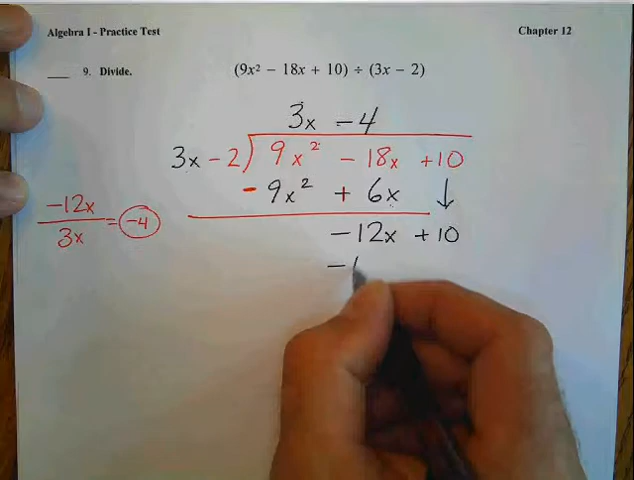 Algebra I - Practice Test Chapter 12
___ 9. Divide. (9x² − 18x + 10) ÷ (3x − 2)
3x − 4
3x − 2) 9x² − 18x + 10
− 9x² + 6x ↓
−12x / 3x = −4
−12x + 10
−1